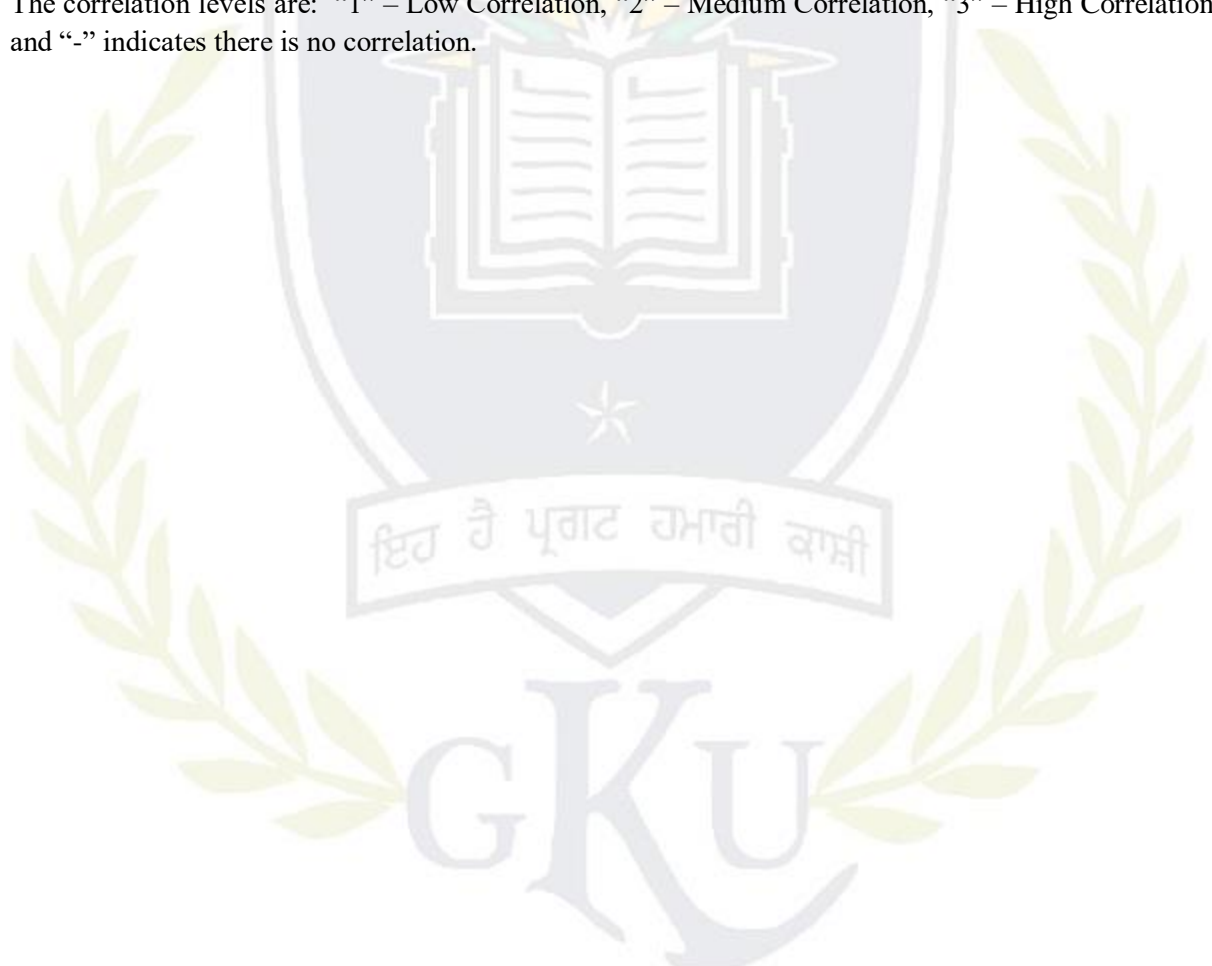 The correlation levels are: “1” – Low Correlation, “2” – Medium Correlation, “3” – High Correlation
and “-” indicates there is no correlation.
ਇਹ ਹੈ ਪ੍ਰਗਟ ਹਮਾਰੀ ਕਾਸ਼ੀ
GKU